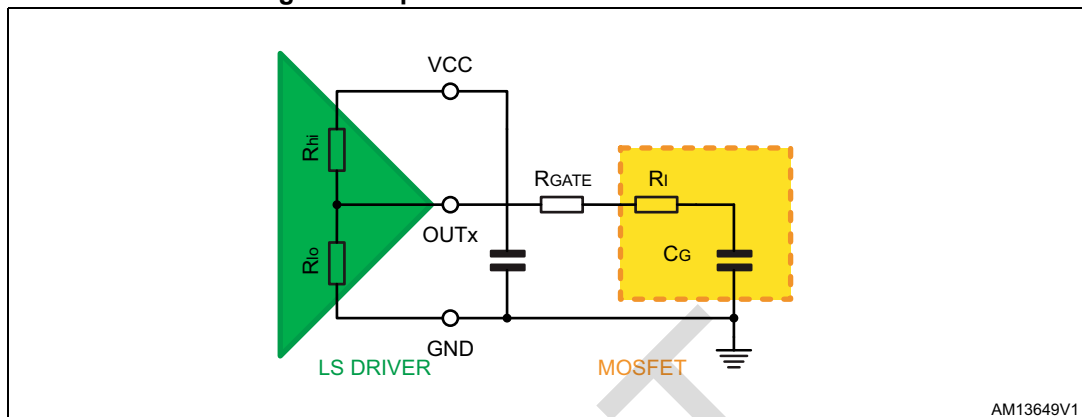 VCC
Rhi
RGATE
RI
OUTx
Rlo
CG
GND
LS DRIVER
MOSFET
AM13649V1